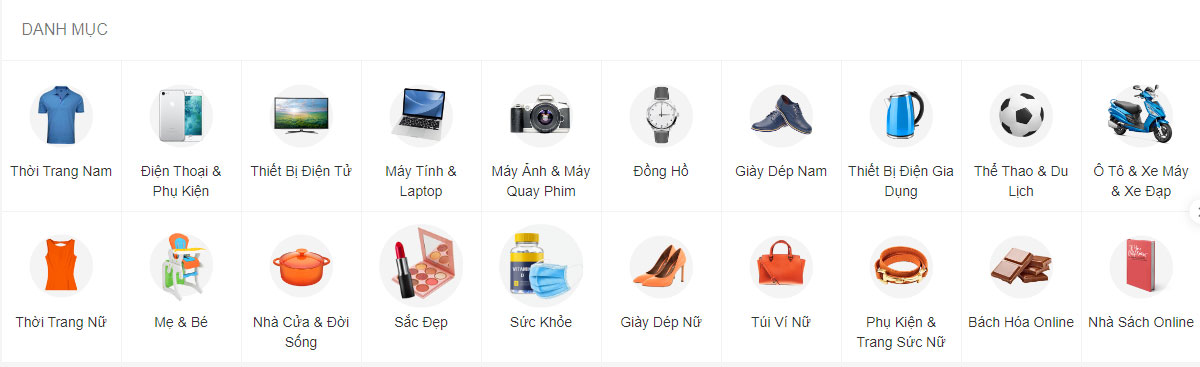 DANH MỤC
Thời Trang Nam
Điện Thoại &
Phụ Kiện
Thiết Bị Điện Tử
Máy Tính &
Laptop
Máy Ảnh & Máy
Quay Phim
Đồng Hồ
Giày Dép Nam
Thiết Bị Điện Gia
Dụng
Thể Thao & Du
Lịch
Ô Tô & Xe Máy
& Xe Đạp
Thời Trang Nữ
Mẹ & Bé
Nhà Cửa & Đời
Sống
Sắc Đẹp
VITAMIN
D
Sức Khỏe
Giày Dép Nữ
Túi Ví Nữ
Phụ Kiện &
Trang Sức Nữ
Bách Hóa Online
Nhà Sách Online